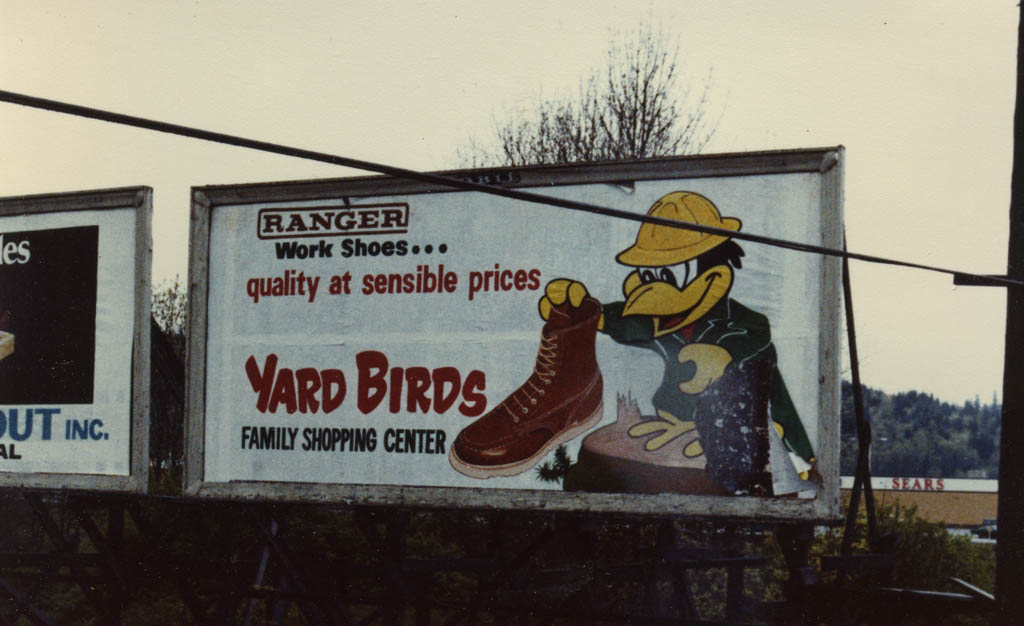 les
OUT INC.
AL
RANGER
Work Shoes...
quality at sensible prices
YARD BIRDS
FAMILY SHOPPING CENTER
SEARS